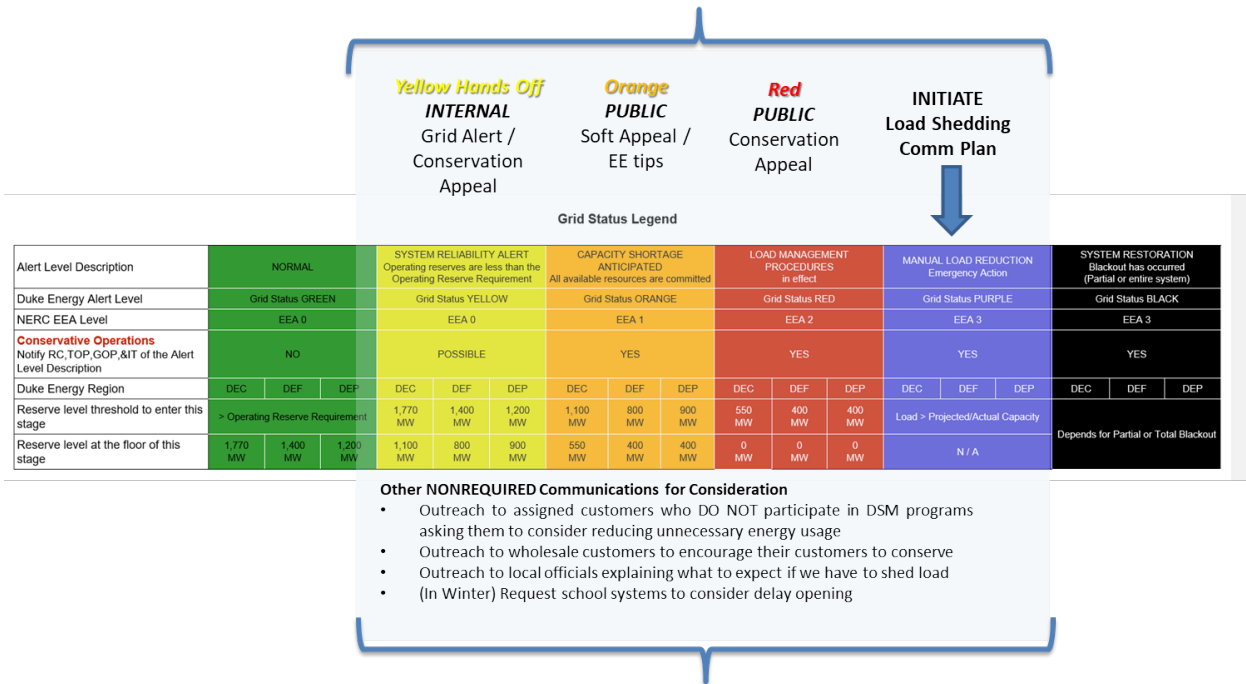 Yellow Hands Off
INTERNAL
Grid Alert /
Conservation
Appeal
Orange
PUBLIC
Soft Appeal /
EE tips
Red
PUBLIC
Conservation
Appeal
INITIATE
Load Shedding
Comm Plan
Grid Status Legend
Alert Level Description
NORMAL
SYSTEM RELIABILITY ALERT
Operating reserves are less than the
Operating Reserve Requirement
CAPACITY SHORTAGE
ANTICIPATED
All available resources are committed
LOAD MANAGEMENT
PROCEDURES
in effect
MANUAL LOAD REDUCTION
Emergency Action
SYSTEM RESTORATION
Blackout has occurred
(Partial or entire system)
Duke Energy Alert Level
Grid Status GREEN
Grid Status YELLOW
Grid Status ORANGE
Grid Status RED
Grid Status PURPLE
Grid Status BLACK
NERC EEA Level
EEA 0
EEA 0
EEA 1
EEA 2
EEA 3
EEA 3
Conservative Operations
Notify RC,TOP,GOP,&IT of the Alert
Level Description
NO
POSSIBLE
YES
YES
YES
YES
Duke Energy Region
DEC DEF DEP
DEC DEF DEP
DEC DEF DEP
DEC DEF DEP
DEC DEF DEP
DEC DEF DEP
Reserve level threshold to enter this
stage
> Operating Reserve Requirement
1,770 1,400 1,200
MW MW MW
1,100 800 900
MW MW MW
550 400 400
MW MW MW
Load > Projected/Actual Capacity
Depends for Partial or Total Blackout
Reserve level at the floor of this
stage
1,770 1,400 1,200
MW MW MW
1,100 800 900
MW MW MW
550 400 400
MW MW MW
0 0 0
MW MW MW
N / A
Other NONREQUIRED Communications for Consideration
• Outreach to assigned customers who DO NOT participate in DSM programs
asking them to consider reducing unnecessary energy usage
• Outreach to wholesale customers to encourage their customers to conserve
• Outreach to local officials explaining what to expect if we have to shed load
• (In Winter) Request school systems to consider delay opening